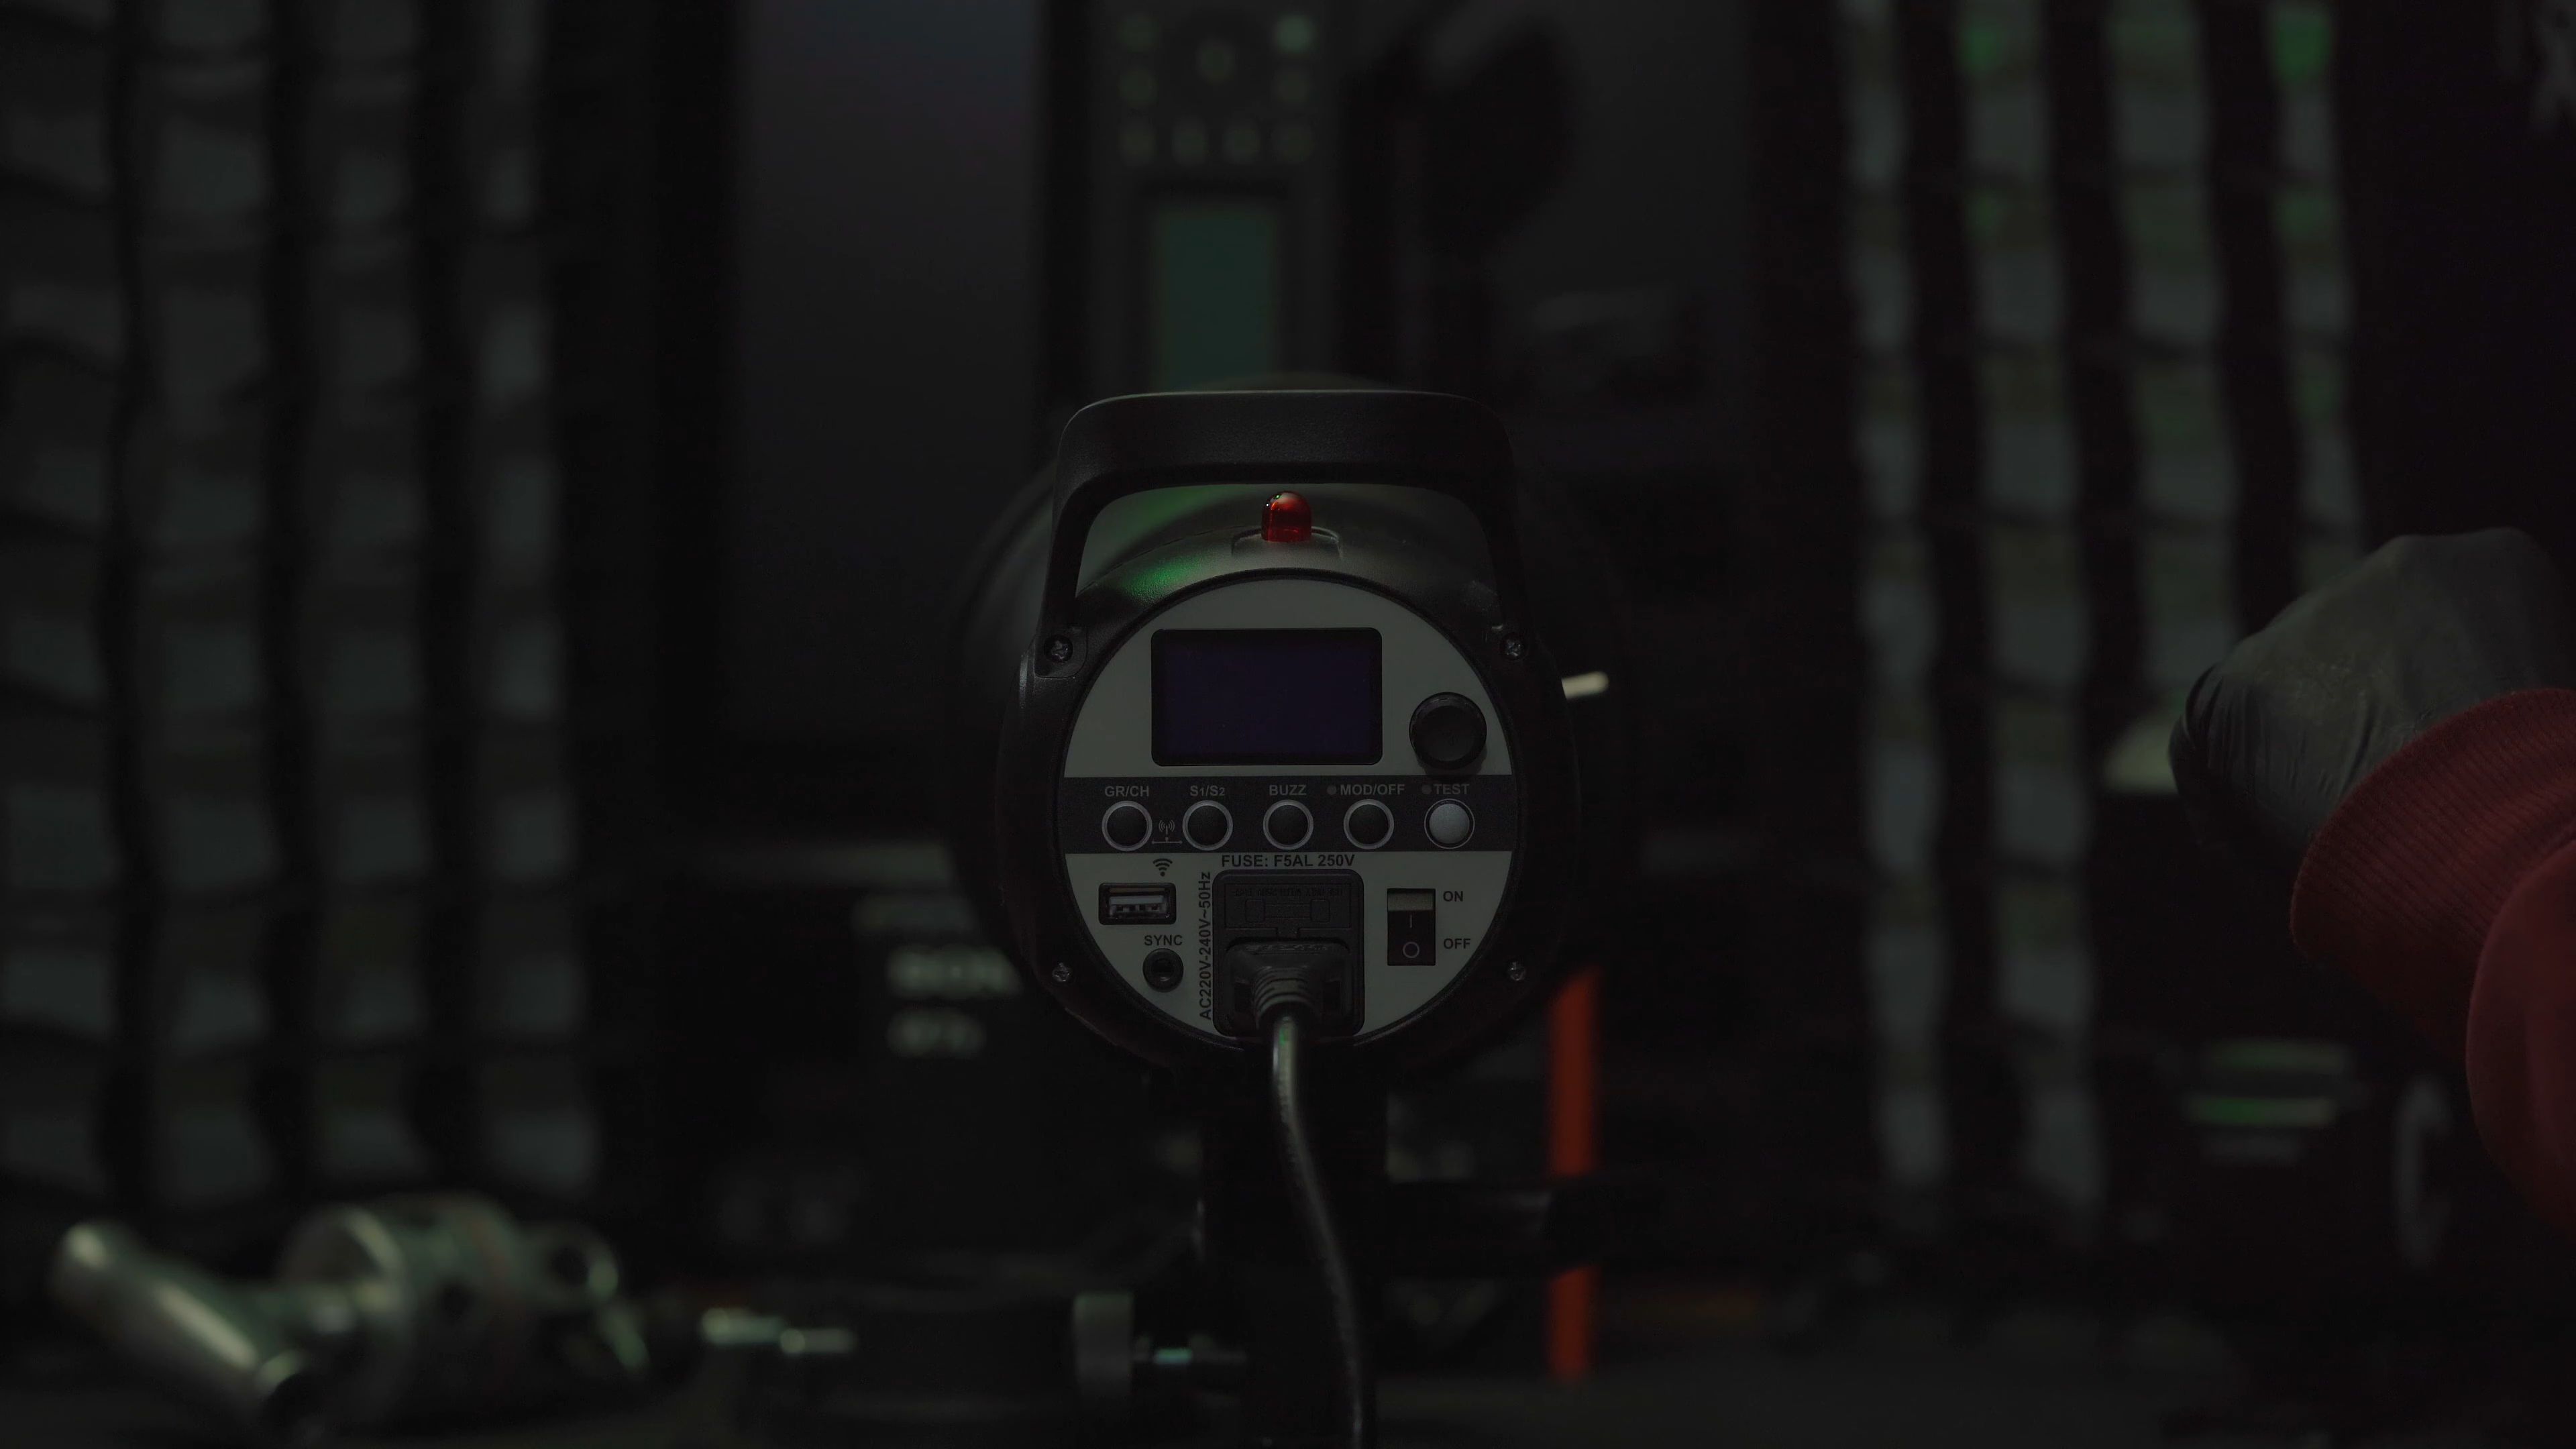 GR/CH S1/S2 BUZZ MOD/OFF TEST
FUSE: F5AL 250V
AC220V-240V~50Hz
ON
SYNC
OFF